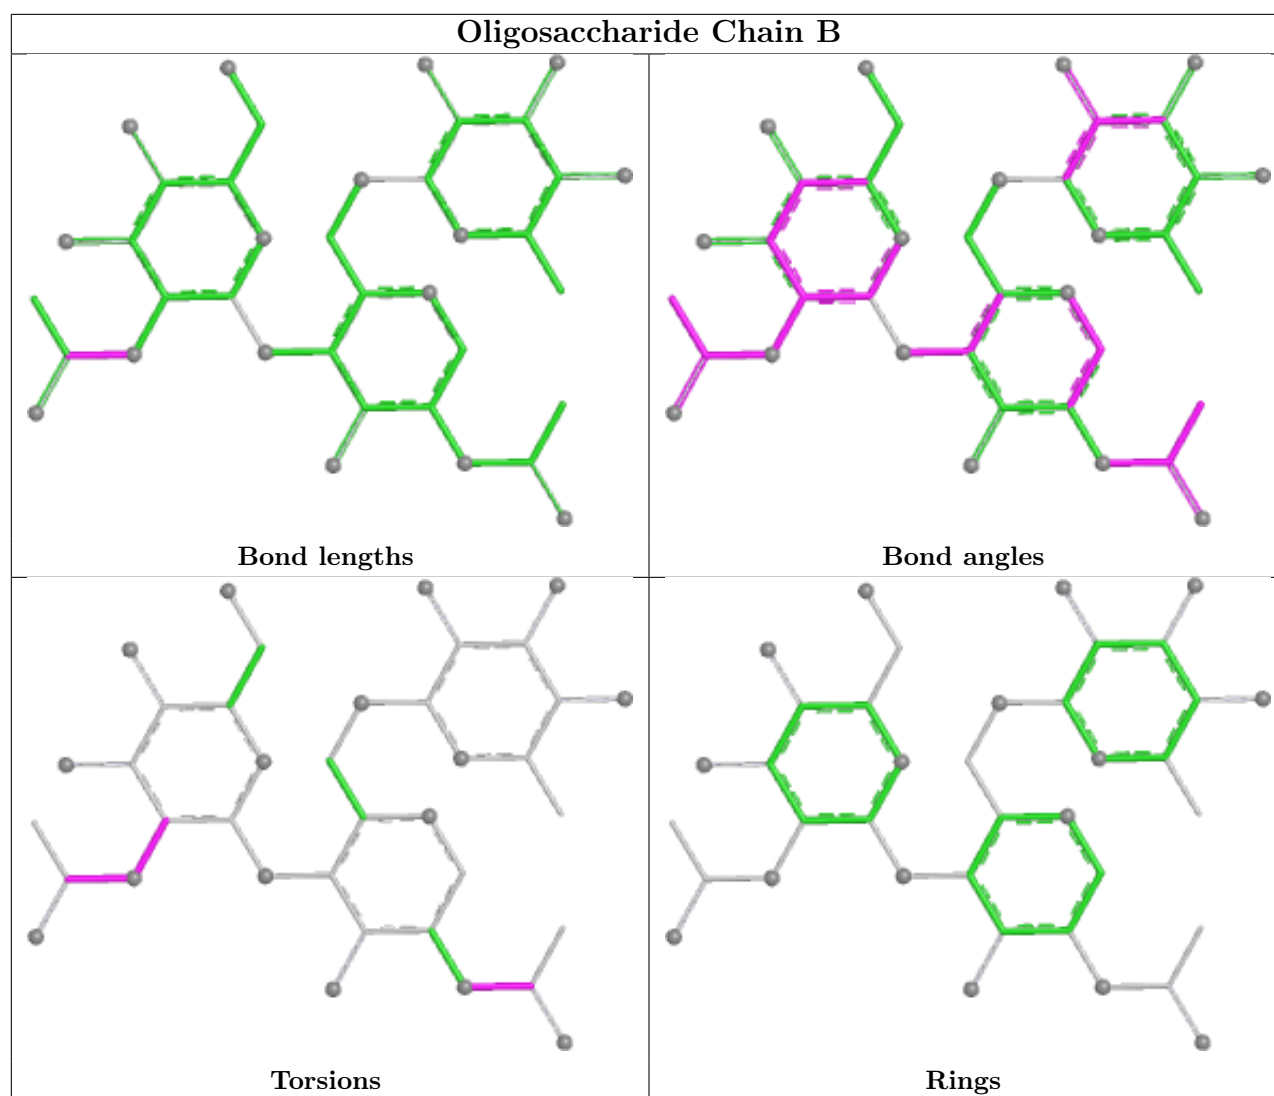 Oligosaccharide Chain B
Bond lengths
Bond angles
Torsions
Rings